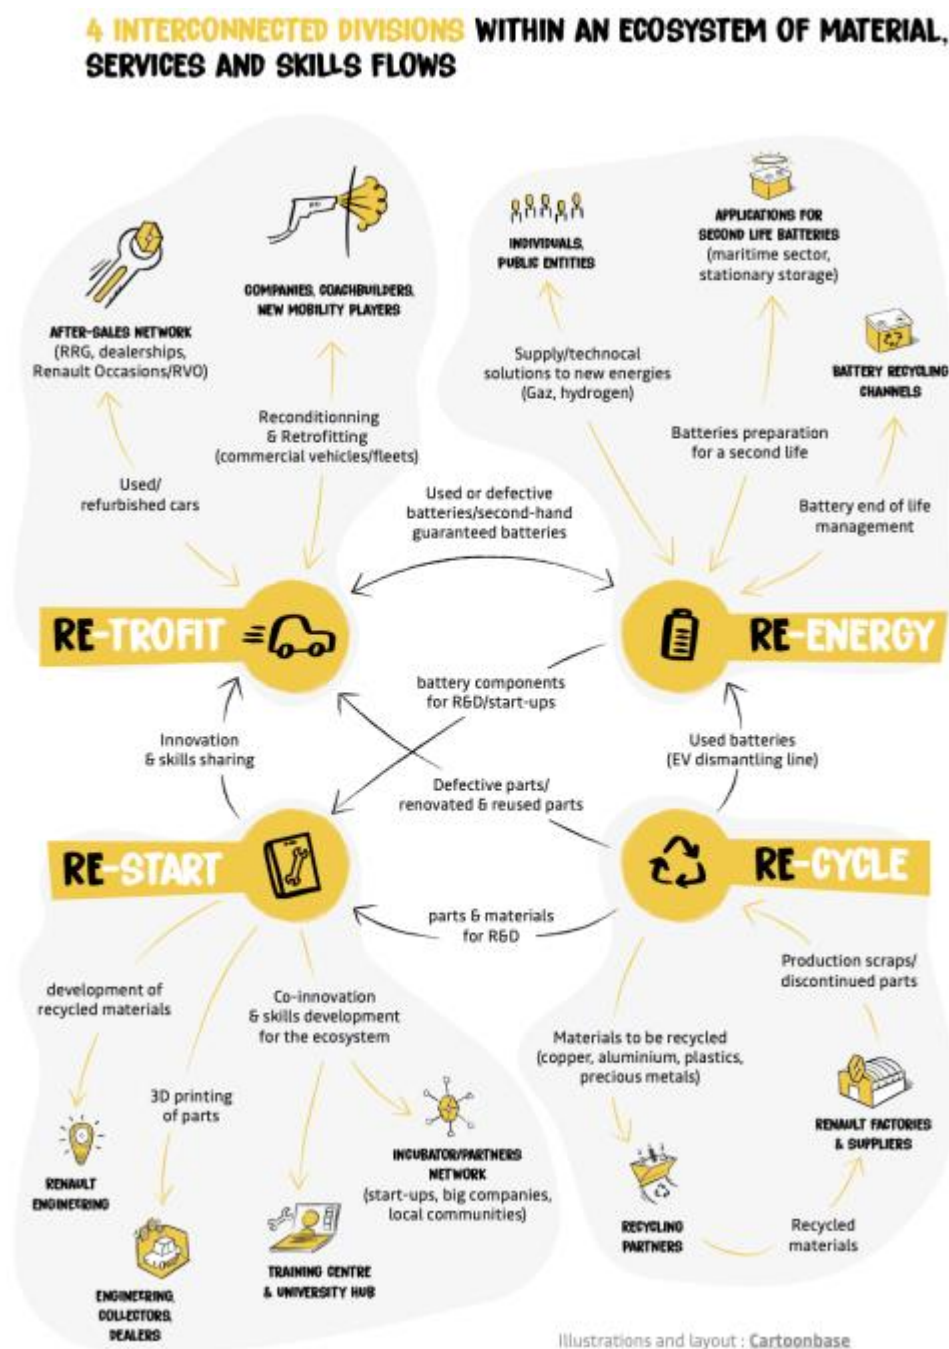 4 INTERCONNECTED DIVISIONS WITHIN AN ECOSYSTEM OF MATERIAL,
SERVICES AND SKILLS FLOWS
AFTER-SALES NETWORK
(RRG, dealerships,
Renault Occasions/RVO)
COMPANIES, COACHBUILDERS,
NEW MOBILITY PLAYERS
Used/
refurbished cars
Reconditionning
& Retrofitting
(commercial vehicles/fleets)
INDIVIDUALS,
PUBLIC ENTITIES
APPLICATIONS FOR
SECOND LIFE BATTERIES
(maritime sector,
stationary storage)
BATTERY RECYCLING
CHANNELS
Supply/technocal
solutions to new energies
(Gaz, hydrogen)
Batteries preparation
for a second life
Battery end of life
management
Used or defective
batteries/second-hand
guaranteed batteries
RE-TROFIT
RE-ENERGY
battery components
for R&D/start-ups
Innovation
& skills sharing
Used batteries
(EV dismantling line)
Defective parts/
renovated & reused parts
RE-START
RE-CYCLE
parts & materials
for R&D
development of
recycled materials
Co-innovation
& skills development
for the ecosystem
3D printing
of parts
RENAULT
ENGINEERING
ENGINEERING,
COLLECTORS,
DEALERS
TRAINING CENTRE
& UNIVERSITY HUB
INCUBATOR/PARTNERS
NETWORK
(start-ups, big companies,
local communities)
Production scraps/
discontinued parts
Materials to be recycled
(copper, aluminium, plastics,
precious metals)
RENAULT FACTORIES
& SUPPLIERS
RECYCLING
PARTNERS
Recycled
materials
Illustrations and layout : Cartoonbase